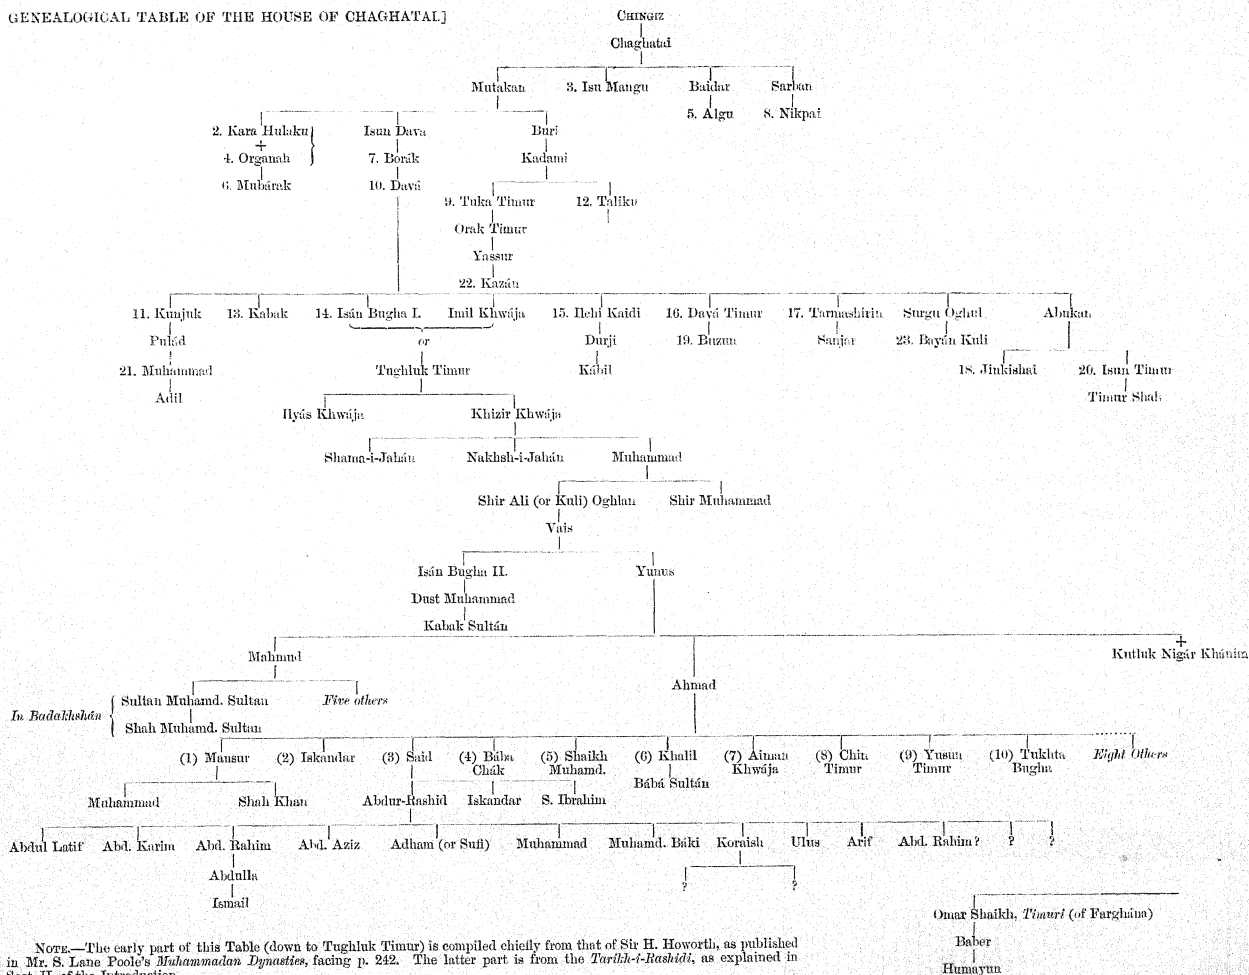 GENEALOGICAL TABLE OF THE HOUSE OF CHAGHATAI.]
CHINGIZ
Chaghatai
Mutakan 3. Isu Mangu Baidar Sarban
5. Algu 8. Nikpai
2. Kara Hulaku Isun Dava Buri
+
4. Organah 7. Borák Kadami
6. Mubárak 10. Davá
9. Tuka Timur 12. Taliku
Orak Timur
Yassur
22. Kazán
11. Kunjuk 13. Kabak 14. Isán Bugha I. Imil Khwája 15. Ilchi Kaidi 16. Davá Timur 17. Tarmashirin Surgu Oghul Abukan
Pulád or Durji 19. Buzun Sanjar 23. Bayán Kuli
21. Muhammad Tughluk Timur Kábil 18. Jinkishai 20. Isun Timur
Adil Timur Shah
Ilyás Khwája Khizir Khwája
Shama-i-Jahán Nakhsh-i-Jahán Muhammad
Shir Ali (or Kuli) Oghlan Shir Muhammad
Vais
Isán Bugha II. Yunus
Dust Muhammad
Kabak Sultán
Mahmud Kutluk Nigár Khánim
Ahmad
In Badakhshán Sultan Muhamd. Sultan Five others
Shah Muhamd. Sultan
(1) Mansur (2) Iskandar (3) Said (4) Bába Chák (5) Shaikh Muhamd. (6) Khalil (7) Aiman Khwája (8) Chin Timur (9) Yusun Timur (10) Tukhta Bugha Eight Others
Bábá Sultán
Muhammad Shah Khan Abdur-Rashid Iskandar S. Ibrahim
Abdul Latif Abd. Karim Abd. Rahim Abd. Aziz Adham (or Sufi) Muhammad Muhamd. Báki Koraish Ulus Arif Abd. Rahim? ? ?
Abdulla ? ?
Ismail
Omar Shaikh, Timuri (of Farghána)
Baber
Humayun
NOTE.—The early part of this Table (down to Tughluk Timur) is compiled chiefly from that of Sir H. Howorth, as published
in Mr. S. Lane Poole's Muhammadan Dynasties, facing p. 242. The latter part is from the Tarikh-i-Rashidi, as explained in